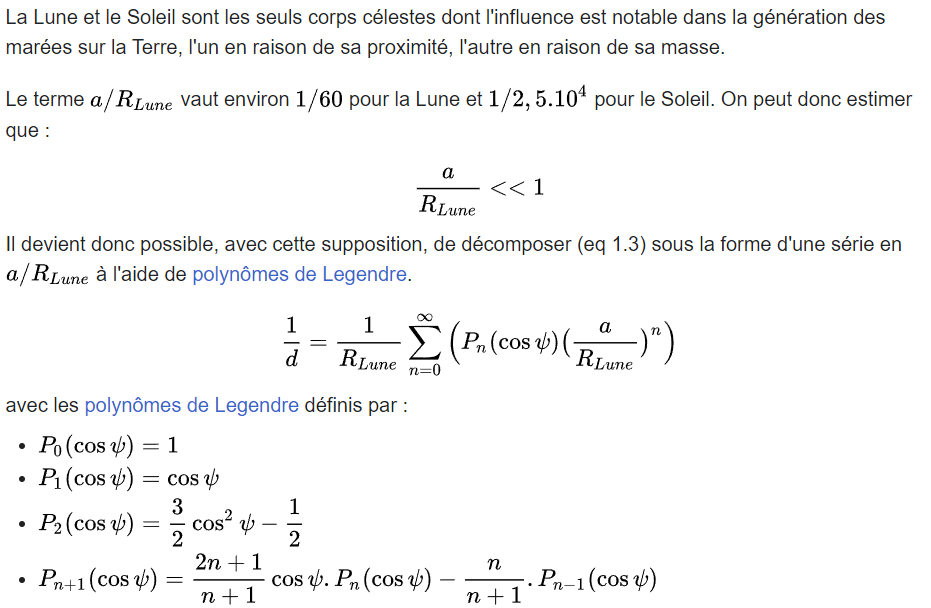 La Lune et le Soleil sont les seuls corps célestes dont l'influence est notable dans la génération des
marées sur la Terre, l'un en raison de sa proximité, l'autre en raison de sa masse.
Le terme $a/R_{Lune}$ vaut environ $1/60$ pour la Lune et $1/2,5.10^4$ pour le Soleil. On peut donc estimer
que :
$\frac{a}{R_{Lune}} << 1$
Il devient donc possible, avec cette supposition, de décomposer (eq 1.3) sous la forme d'une série en
$a/R_{Lune}$ à l'aide de polynômes de Legendre.
$\frac{1}{d} = \frac{1}{R_{Lune}} \sum_{n=0}^{\infty} \left( P_n(\cos \psi) (\frac{a}{R_{Lune}})^n \right)$
avec les polynômes de Legendre définis par :
• $P_0(\cos \psi) = 1$
• $P_1(\cos \psi) = \cos \psi$
• $P_2(\cos \psi) = \frac{3}{2} \cos^2 \psi - \frac{1}{2}$
• $P_{n+1}(\cos \psi) = \frac{2n+1}{n+1} \cos \psi . P_n(\cos \psi) - \frac{n}{n+1} . P_{n-1}(\cos \psi)$